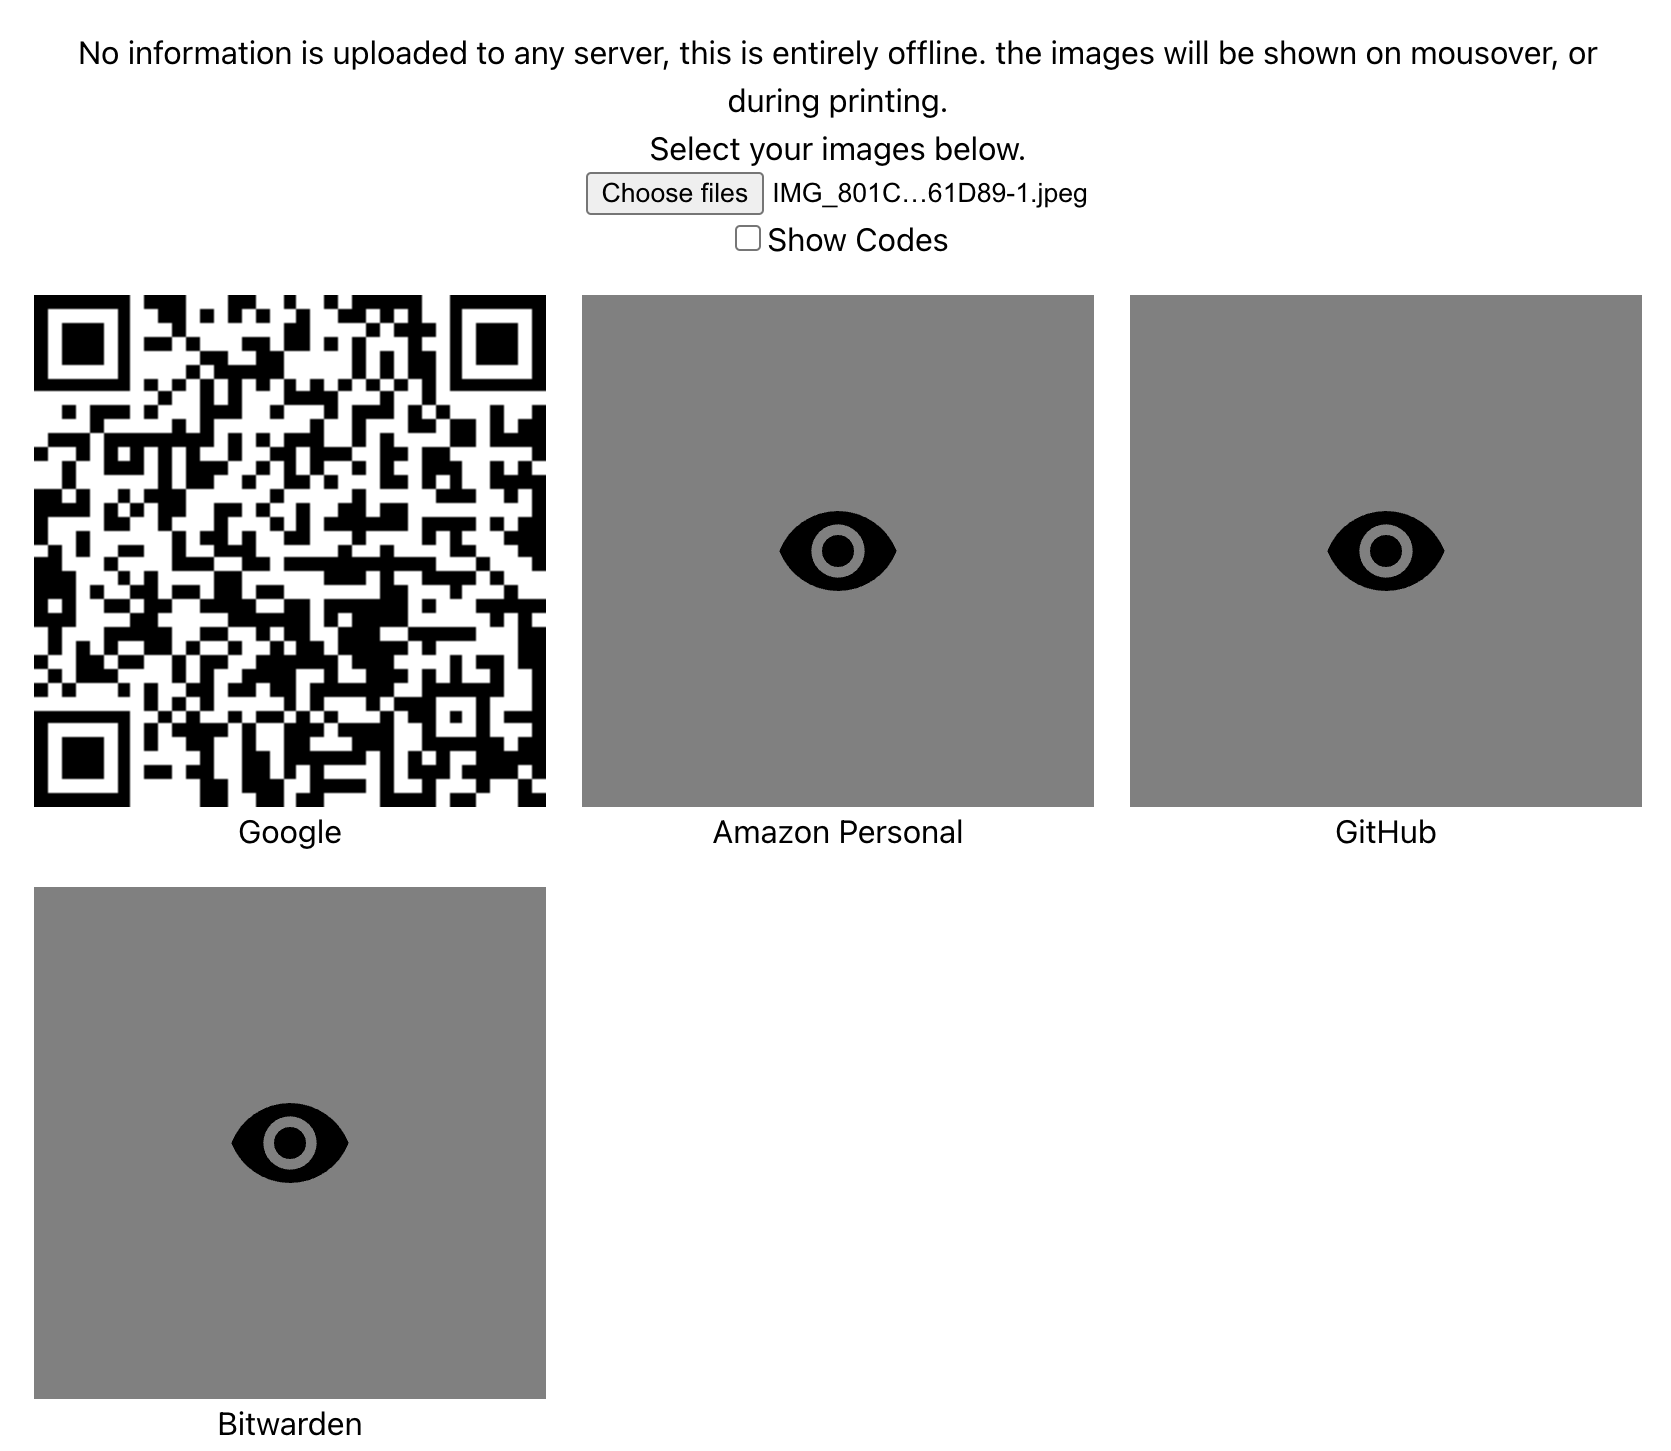 No information is uploaded to any server, this is entirely offline. the images will be shown on mousover, or
during printing.
Select your images below.
Choose files IMG_801C…61D89-1.jpeg
Show Codes
Google
Amazon Personal
GitHub
Bitwarden